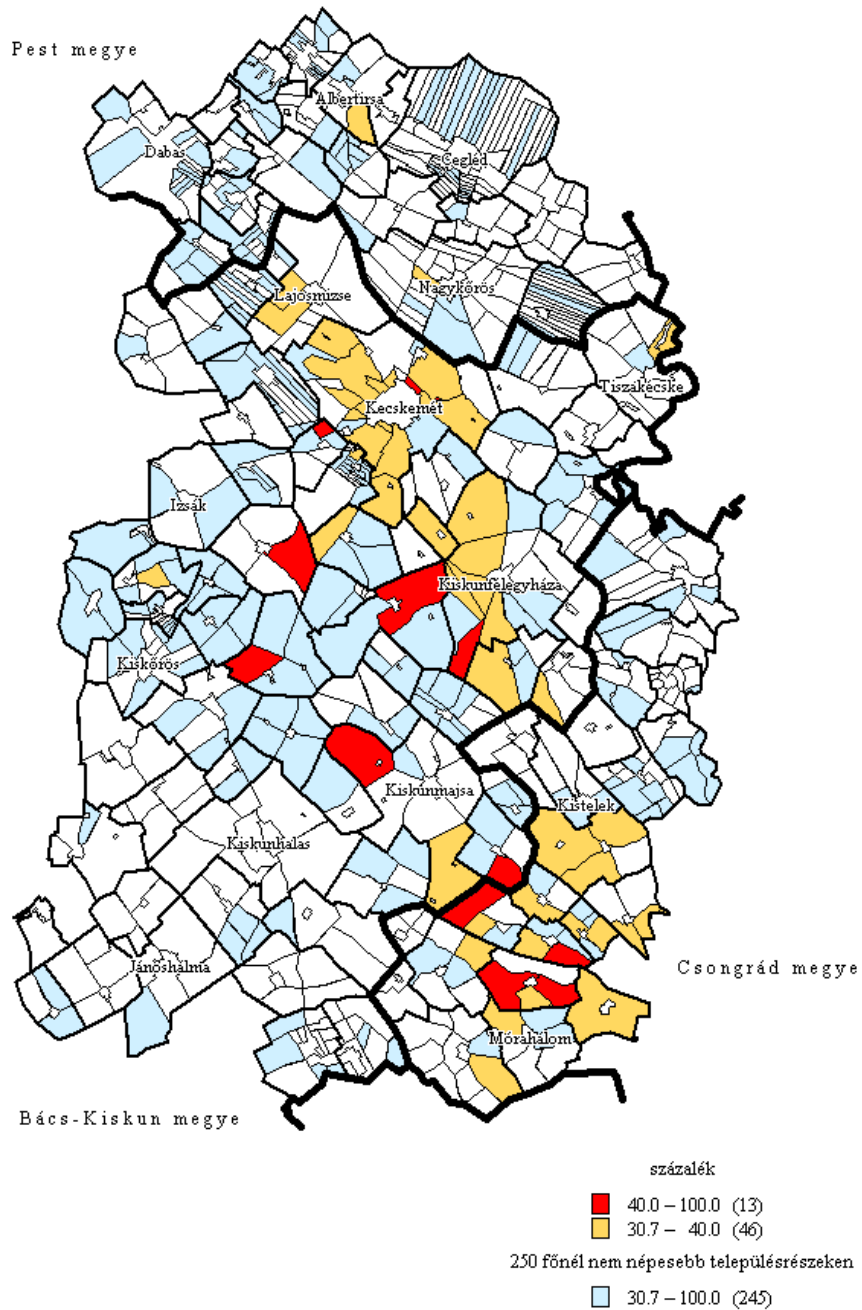 Pest megye
Albertirsa
Dabas
Cegléd
Lajosmizse
Nagykőrös
Tiszakécske
Kecskemét
Izsák
Kiskunfélegyháza
Kiskőrös
Kiskunmajsa
Kistelek
Kiskunhalas
Jánoshalma
Csongrád megye
Mórahalom
Bács-Kiskun megye
százalék
40.0 – 100.0 (13)
30.7 – 40.0 (46)
250 főnél nem népesebb településrészeken
30.7 – 100.0 (245)